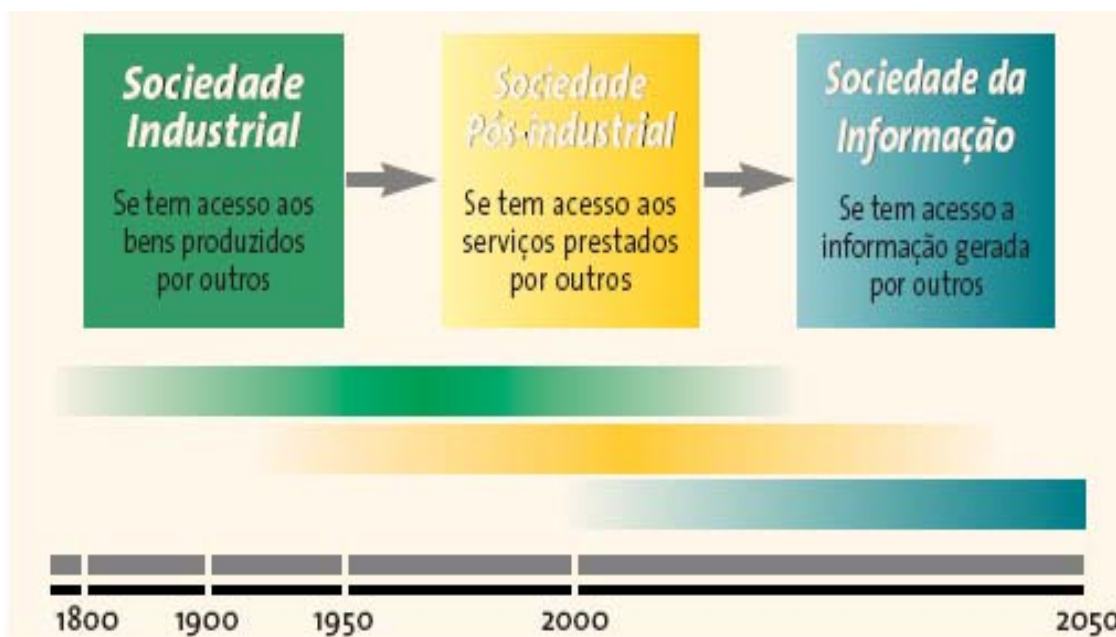 Sociedade
Industrial
Se tem acesso aos
bens produzidos
por outros
Sociedade
Pós-industrial
Se tem acesso aos
serviços prestados
por outros
Sociedade da
Informação
Se tem acesso a
informação gerada
por outros
1800 1900 1950 2000 2050